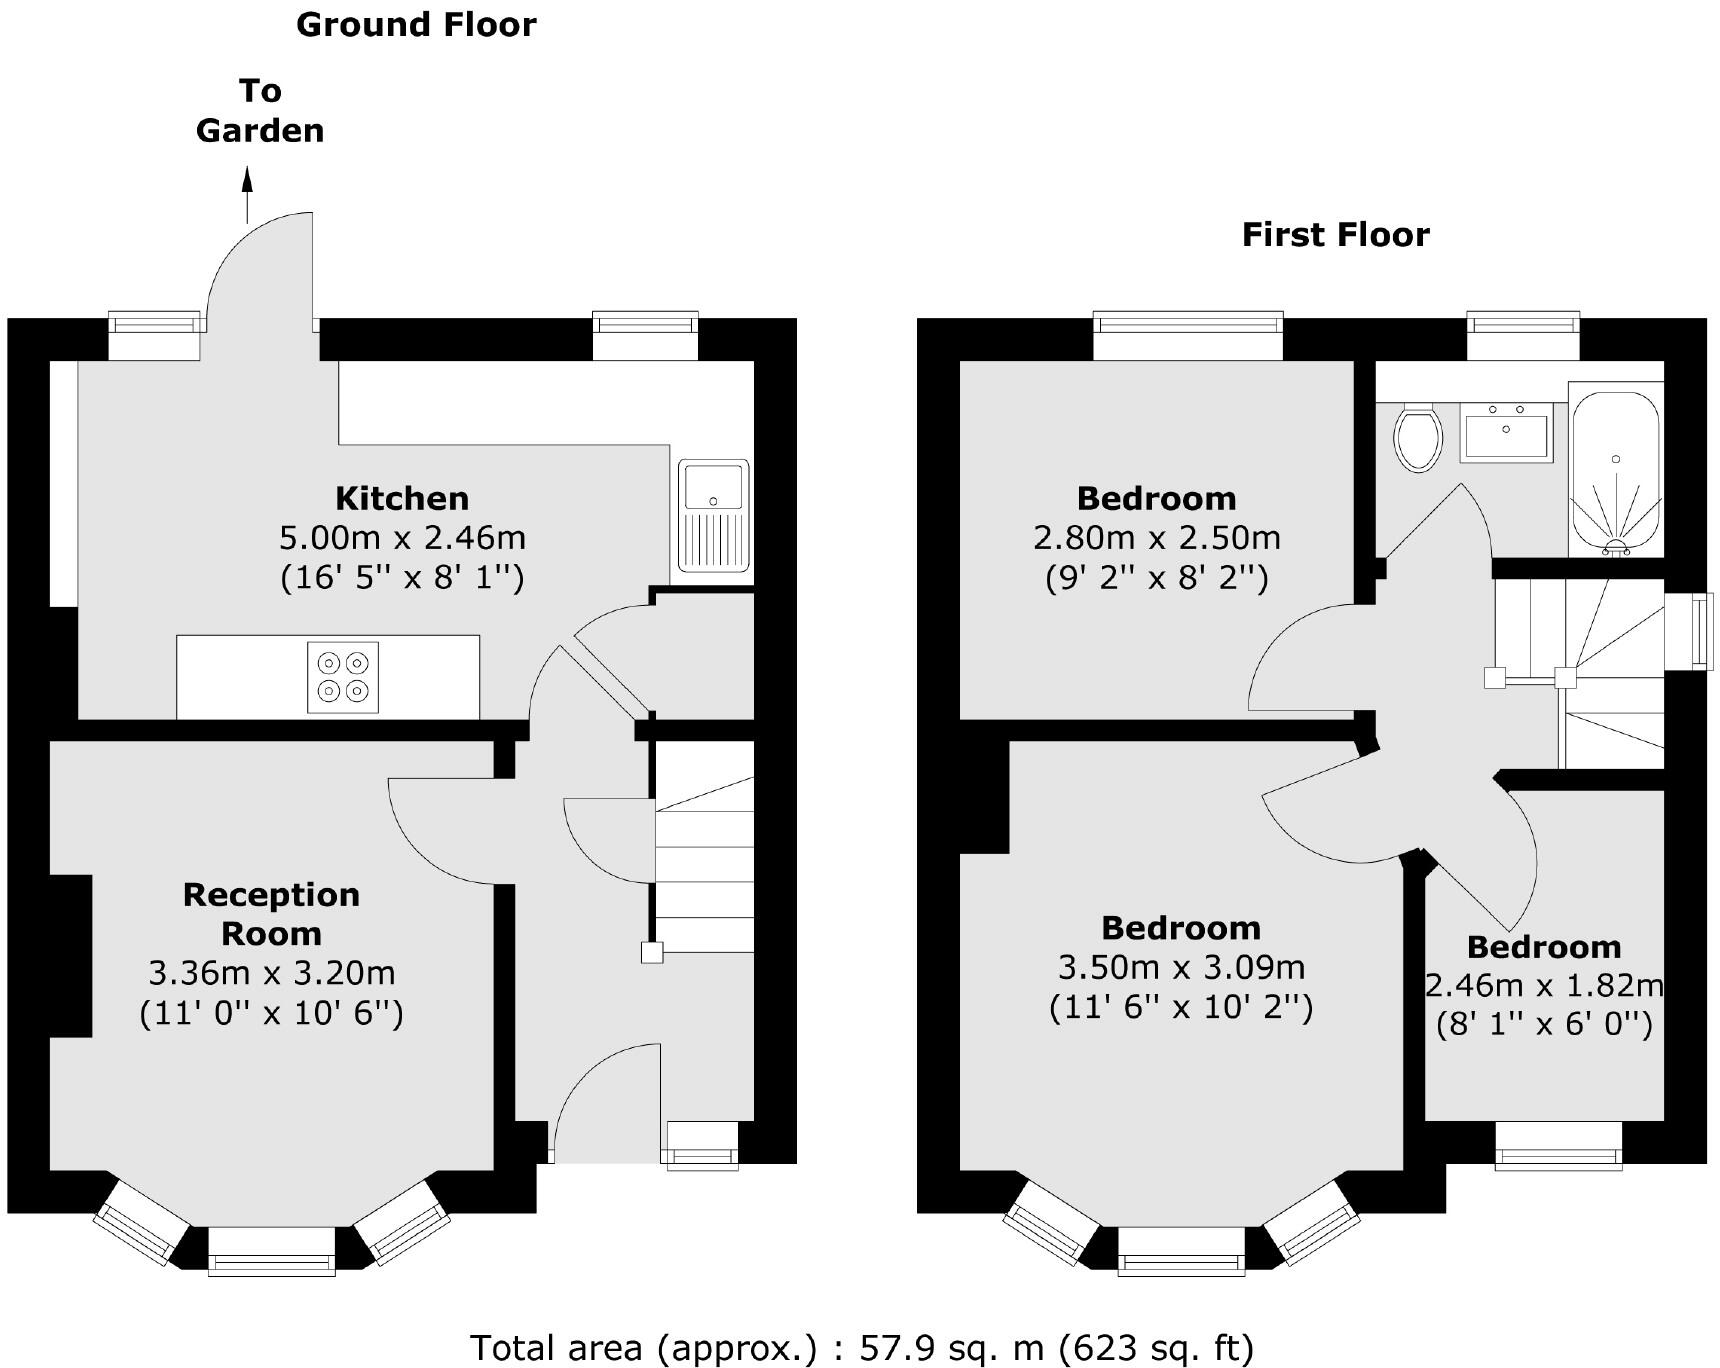 Ground Floor
To
Garden
Kitchen
5.00m x 2.46m
(16' 5'' x 8' 1'')
Reception
Room
3.36m x 3.20m
(11' 0'' x 10' 6'')
First Floor
Bedroom
2.80m x 2.50m
(9' 2'' x 8' 2'')
Bedroom
3.50m x 3.09m
(11' 6'' x 10' 2'')
Bedroom
2.46m x 1.82m
(8' 1'' x 6' 0'')
Total area (approx.) : 57.9 sq. m (623 sq. ft)